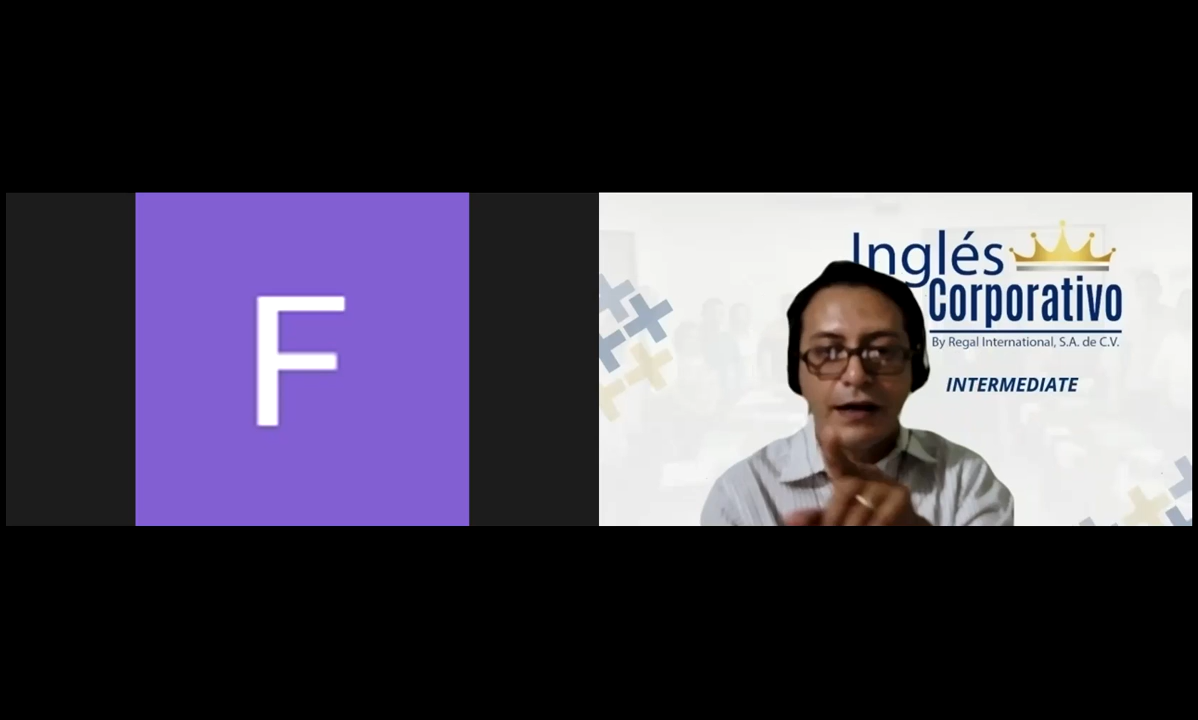 F
Inglés
Corporativo
By Regal International, S.A. de C.V.
INTERMEDIATE